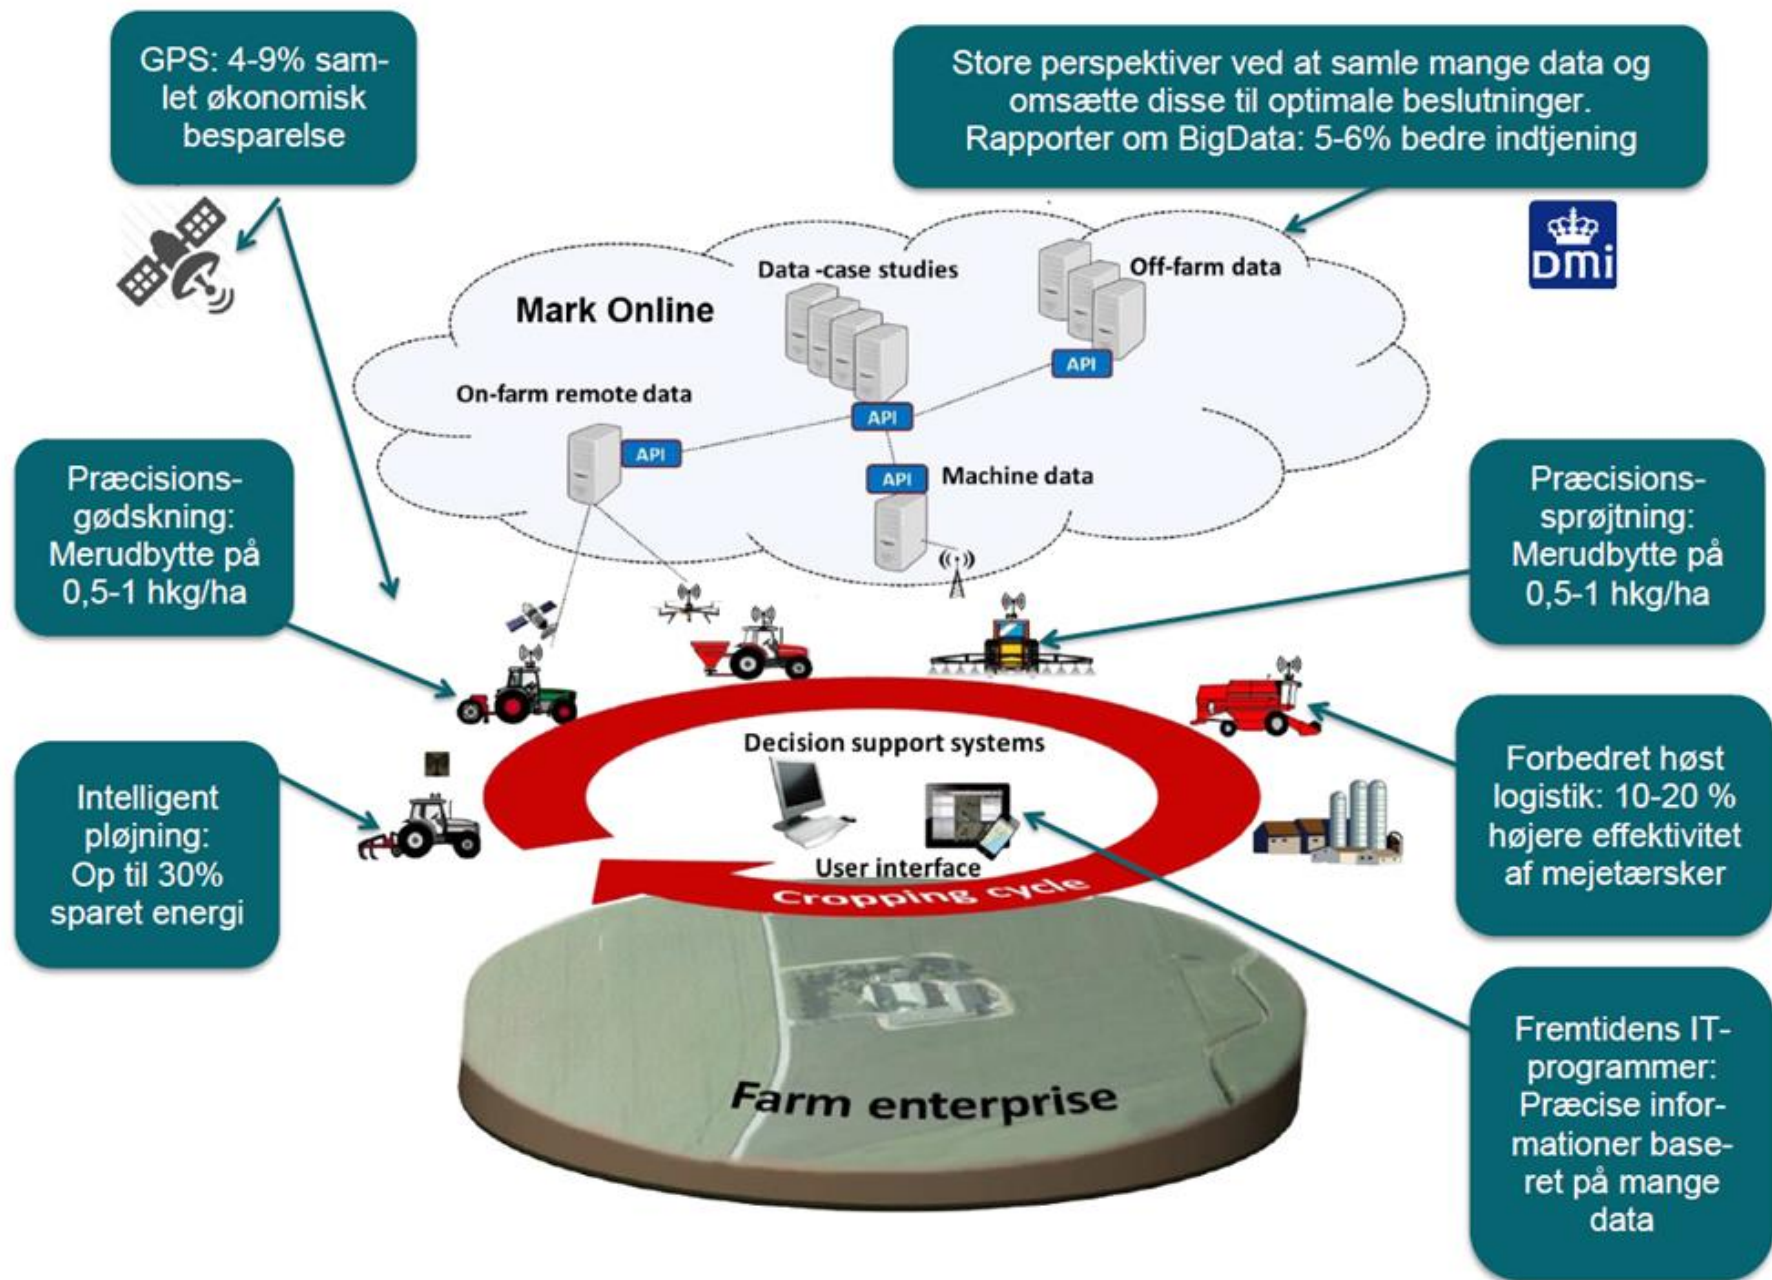 GPS: 4-9% sam-
let økonomisk
besparelse
Store perspektiver ved at samle mange data og
omsætte disse til optimale beslutninger.
Rapporter om BigData: 5-6% bedre indtjening
DMi
Data -case studies
Off-farm data
Mark Online
API
On-farm remote data
API
API
API
Machine data
Præcisions-
gødskning:
Merudbytte på
0,5-1 hkg/ha
Præcisions-
sprøjtning:
Merudbytte på
0,5-1 hkg/ha
Intelligent
pløjning:
Op til 30%
sparet energi
Decision support systems
User interface
Cropping cycle
Forbedret høst
logistik: 10-20 %
højere effektivitet
af mejetærsker
Farm enterprise
Fremtidens IT-
programmer:
Præcise infor-
mationer base-
ret på mange
data